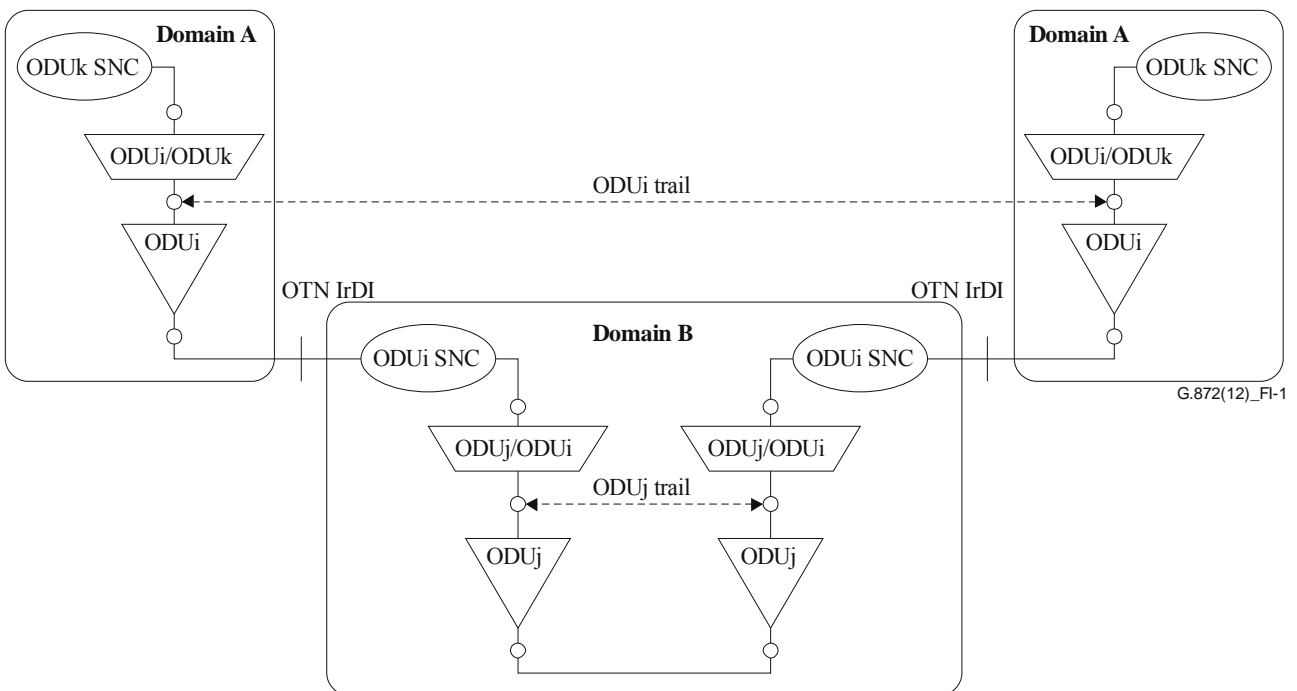 Domain A
Domain A
ODUk SNC
ODUk SNC
ODUi/ODUk
ODUi/ODUk
ODUi trail
ODUi
ODUi
OTN IrDI
OTN IrDI
Domain B
ODUi SNC
ODUi SNC
G.872(12)_FI-1
ODUj/ODUi
ODUj/ODUi
ODUj trail
ODUj
ODUj